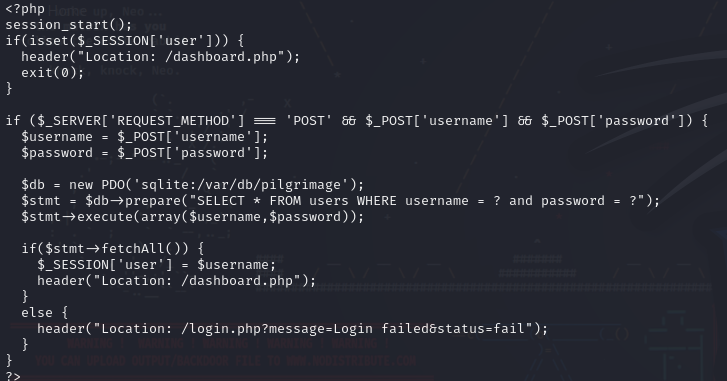 <?php
session_start();
if(isset($_SESSION['user'])) {
  header("Location: /dashboard.php");
  exit(0);
}

if ($_SERVER['REQUEST_METHOD'] === 'POST' && $_POST['username'] && $_POST['password']) {
  $username = $_POST['username'];
  $password = $_POST['password'];

  $db = new PDO('sqlite:/var/db/pilgrimage');
  $stmt = $db->prepare("SELECT * FROM users WHERE username = ? and password = ?");
  $stmt->execute(array($username,$password));

  if($stmt->fetchAll()) {
    $_SESSION['user'] = $username;
    header("Location: /dashboard.php");
  }
  else {
    header("Location: /login.php?message=Login failed&status=fail");
  }
}
?>